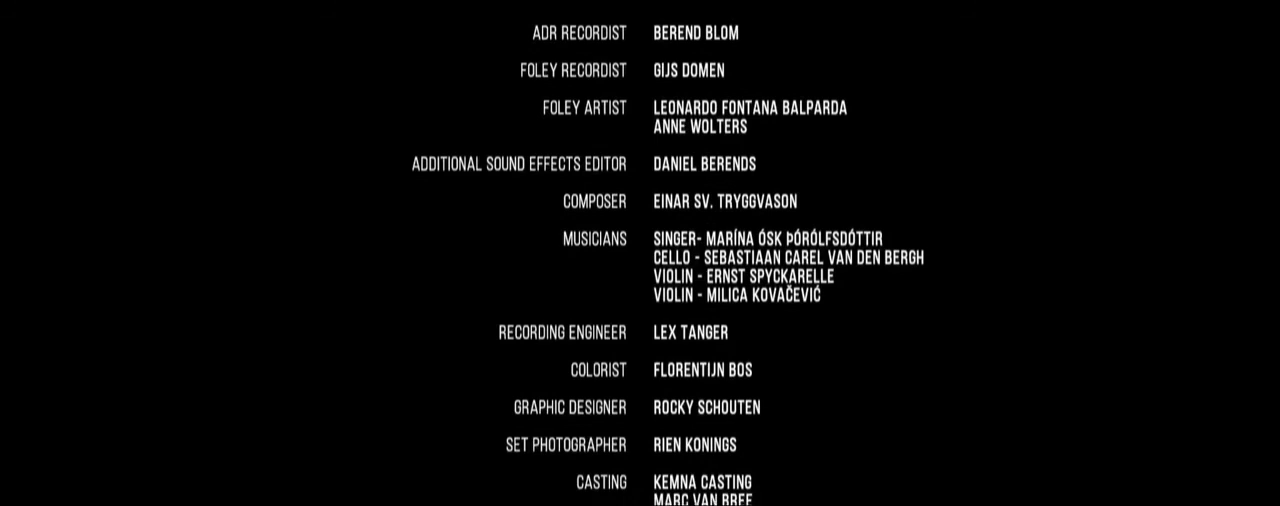 ADR RECORDIST BEREND BLOM
FOLEY RECORDIST GIJS DOMEN
FOLEY ARTIST LEONARDO FONTANA BALPARDA
ANNE WOLTERS
ADDITIONAL SOUND EFFECTS EDITOR DANIEL BERENDS
COMPOSER EINAR SV. TRYGGVASON
MUSICIANS SINGER- MARÍNA ÓSK ÞÓRÓLFSDÓTTIR
CELLO - SEBASTIAAN CAREL VAN DEN BERGH
VIOLIN - ERNST SPYCKARELLE
VIOLIN - MILICA KOVAČEVIĆ
RECORDING ENGINEER LEX TANGER
COLORIST FLORENTIJN BOS
GRAPHIC DESIGNER ROCKY SCHOUTEN
SET PHOTOGRAPHER RIEN KONINGS
CASTING KEMNA CASTING
MARC VAN BREE